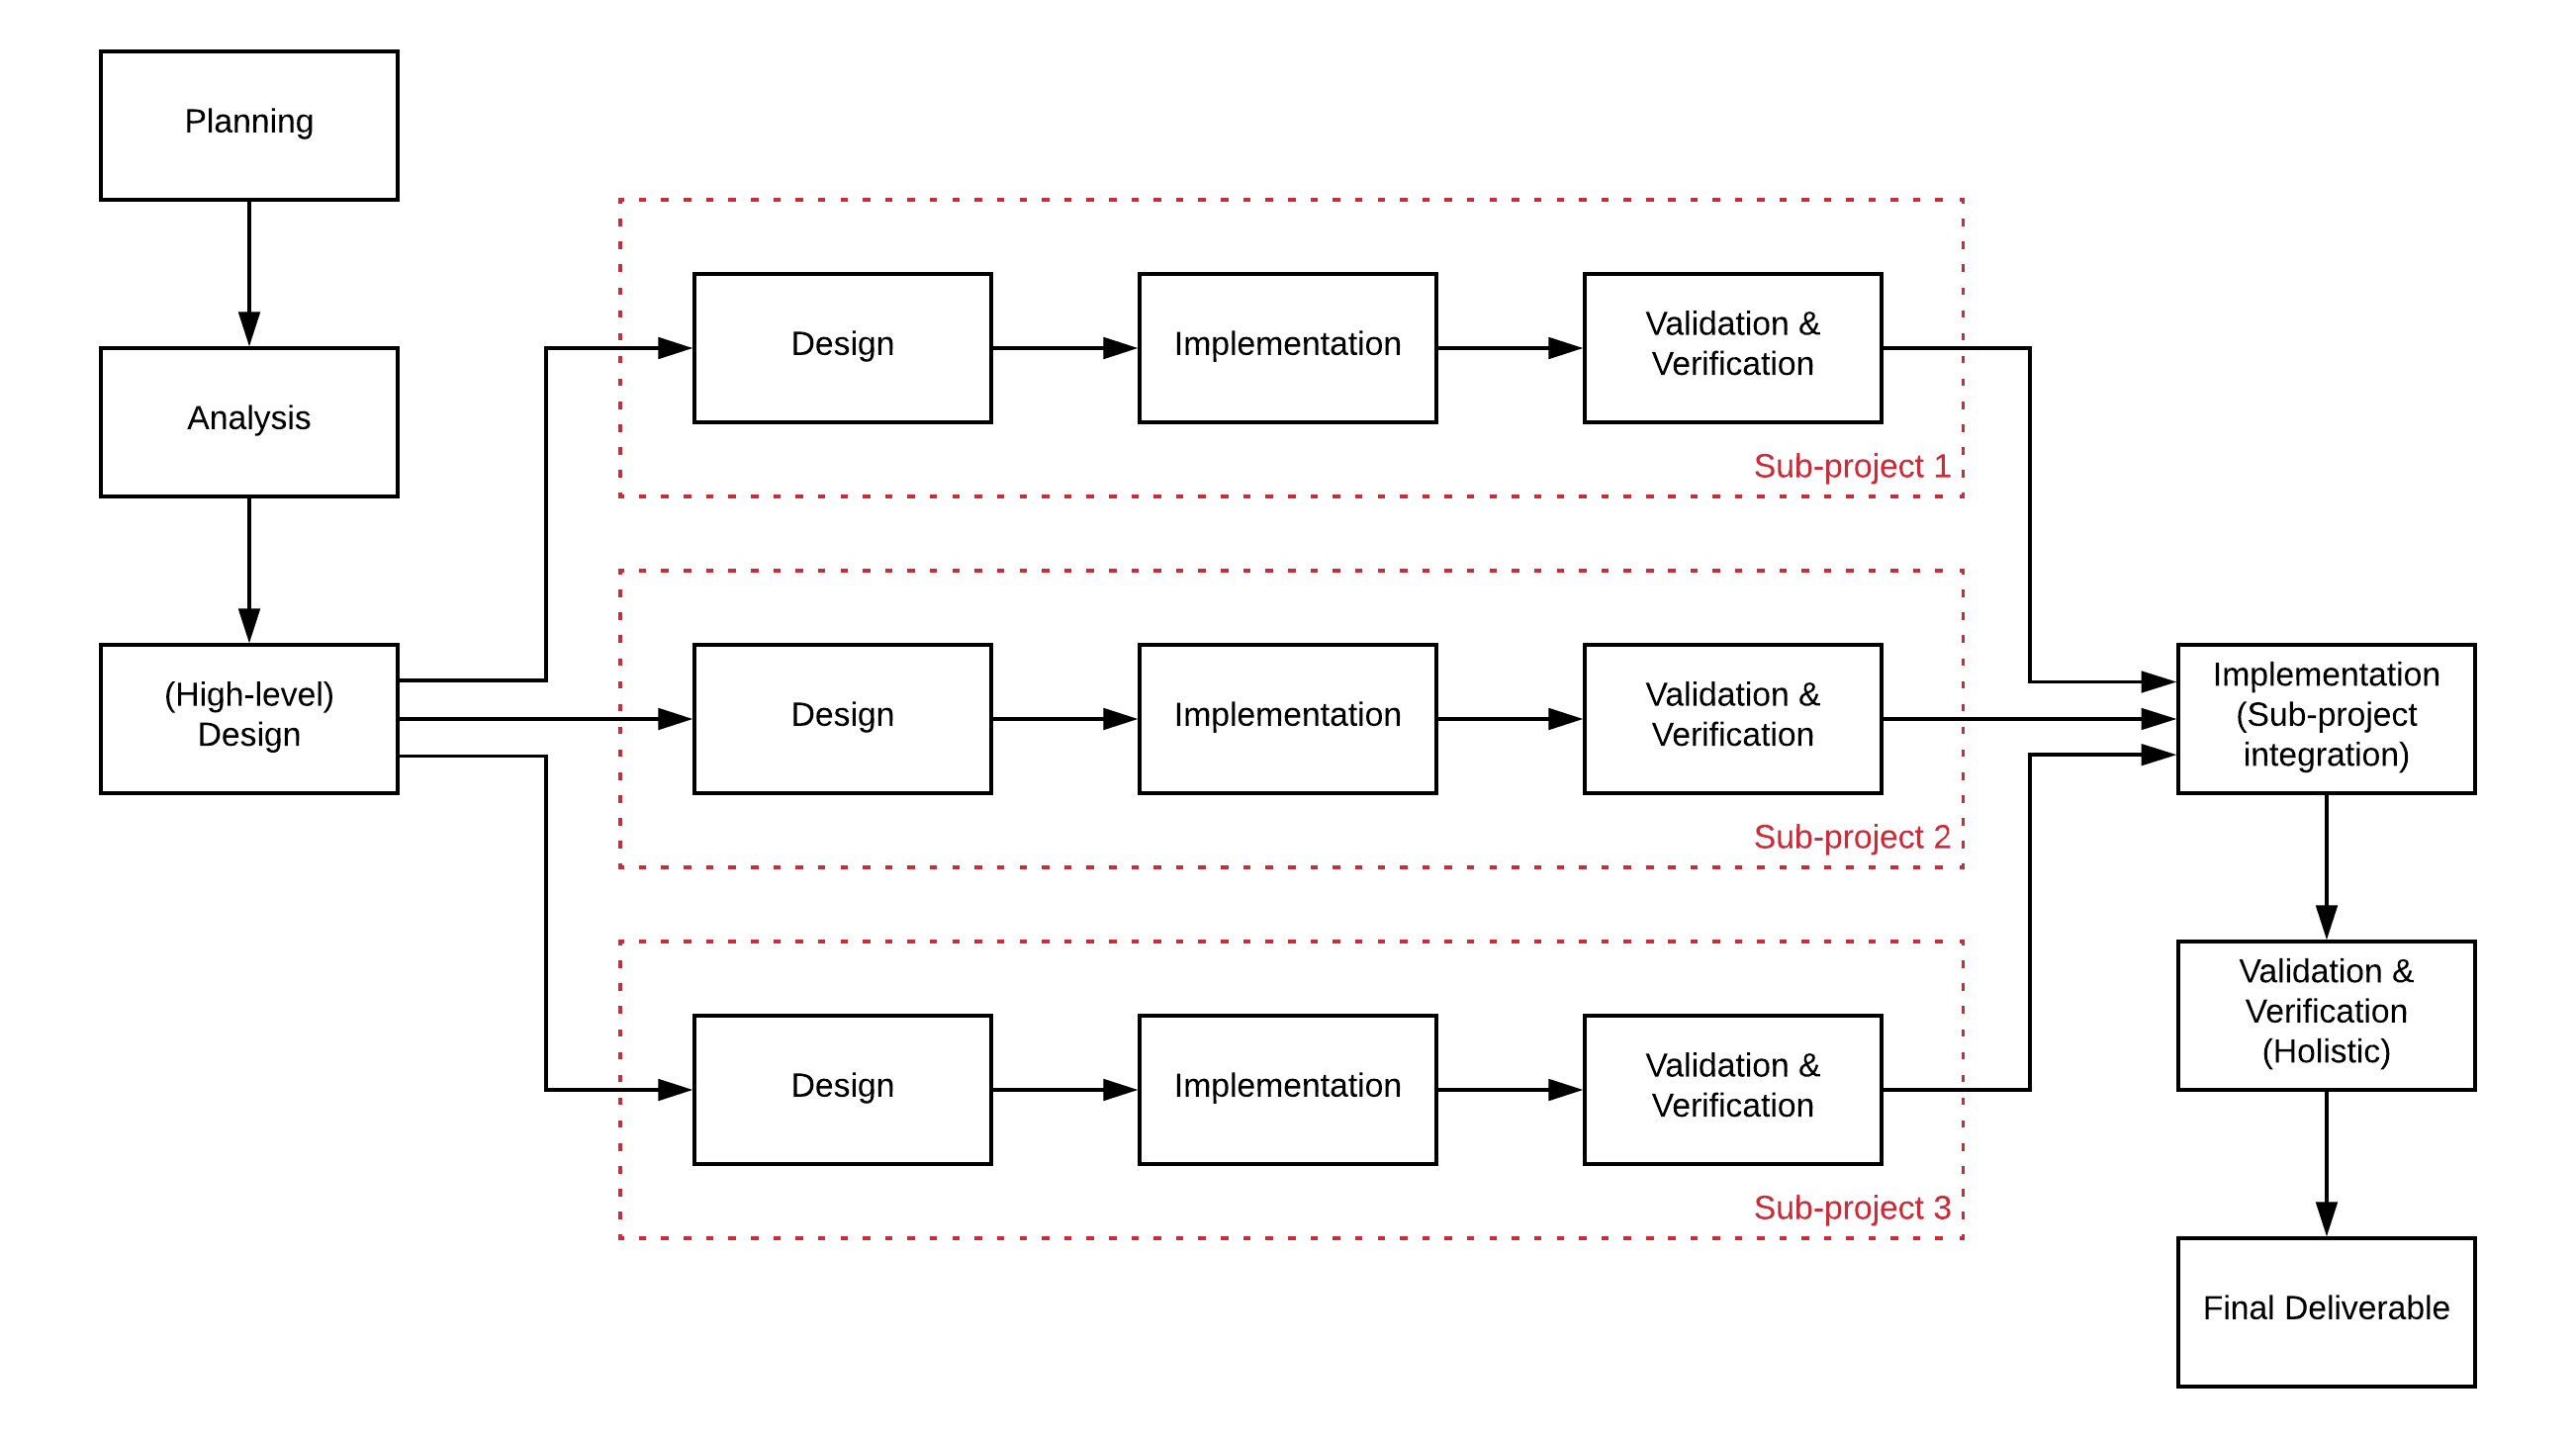 Planning
Analysis
(High-level)
Design
Design
Implementation
Validation &
Verification
Sub-project 1
Design
Implementation
Validation &
Verification
Sub-project 2
Design
Implementation
Validation &
Verification
Sub-project 3
Implementation
(Sub-project
integration)
Validation &
Verification
(Holistic)
Final Deliverable